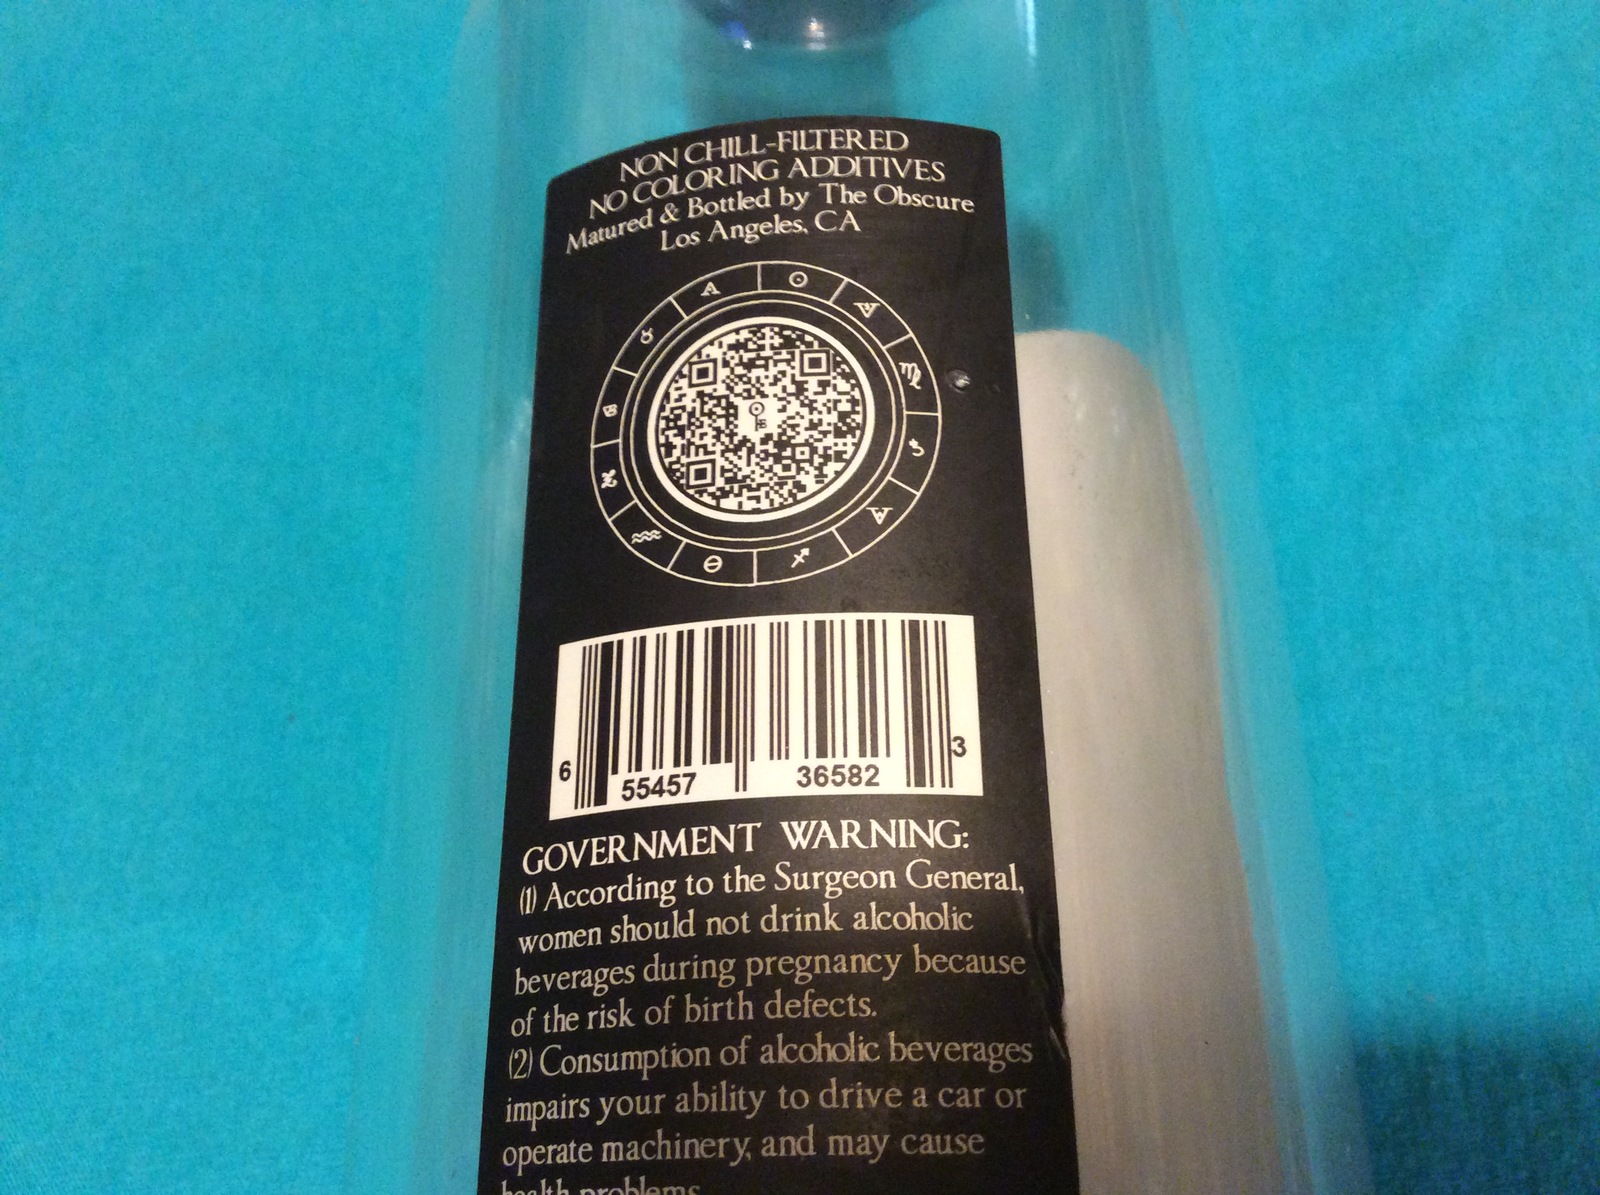 NON CHILL-FILTERED
NO COLORING ADDITIVES
Matured & Bottled by The Obscure
Los Angeles, CA
6 55457 36582 3
GOVERNMENT WARNING:
(1) According to the Surgeon General,
women should not drink alcoholic
beverages during pregnancy because
of the risk of birth defects.
(2) Consumption of alcoholic beverages
impairs your ability to drive a car or
operate machinery, and may cause
health problems.